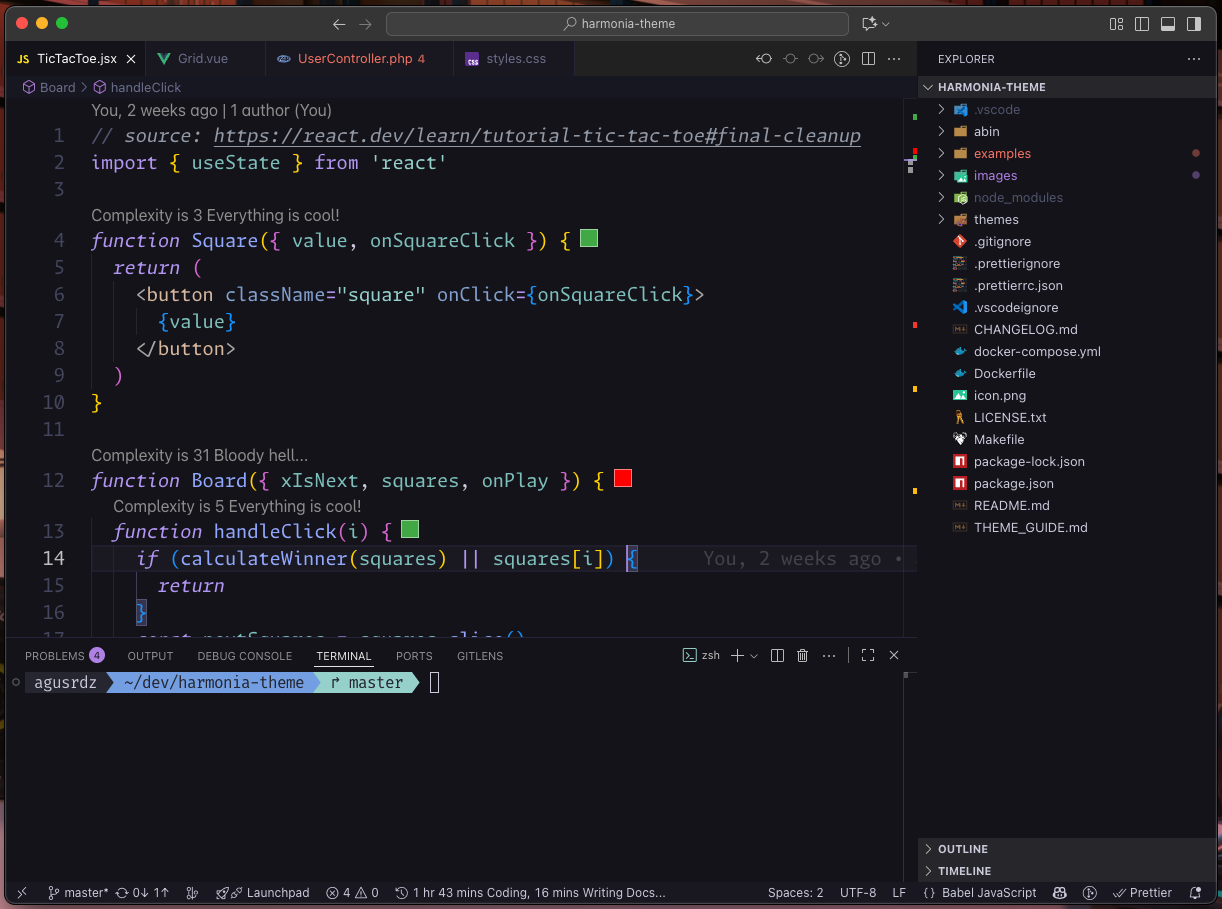 harmonia-theme
JS TicTacToe.jsx
Grid.vue
php UserController.php 4
css styles.css
Board > handleClick
You, 2 weeks ago | 1 author (You)
1 // source: https://react.dev/learn/tutorial-tic-tac-toe#final-cleanup
2 import { useState } from 'react'
3
Complexity is 3 Everything is cool!
4 function Square({ value, onSquareClick }) {
5 return (
6 <button className="square" onClick={onSquareClick}>
7 {value}
8 </button>
9 )
10 }
11
Complexity is 31 Bloody hell...
12 function Board({ xIsNext, squares, onPlay }) {
Complexity is 5 Everything is cool!
13 function handleClick(i) {
14 if (calculateWinner(squares) || squares[i]) { You, 2 weeks ago •
15 return
16 }
17 const nextSquares = squares.slice()
EXPLORER
HARMONIA-THEME
.vscode
abin
examples
images
node_modules
themes
.gitignore
.prettierignore
.prettierrc.json
.vscodeignore
CHANGELOG.md
docker-compose.yml
Dockerfile
icon.png
LICENSE.txt
Makefile
package-lock.json
package.json
README.md
THEME_GUIDE.md
OUTLINE
TIMELINE
PROBLEMS 4 OUTPUT DEBUG CONSOLE TERMINAL PORTS GITLENS
zsh
agusrdz ~/dev/harmonia-theme master
master* 0↓ 1↑ Launchpad 4 0 1 hr 43 mins Coding, 16 mins Writing Docs...
Spaces: 2 UTF-8 LF {} Babel JavaScript Prettier